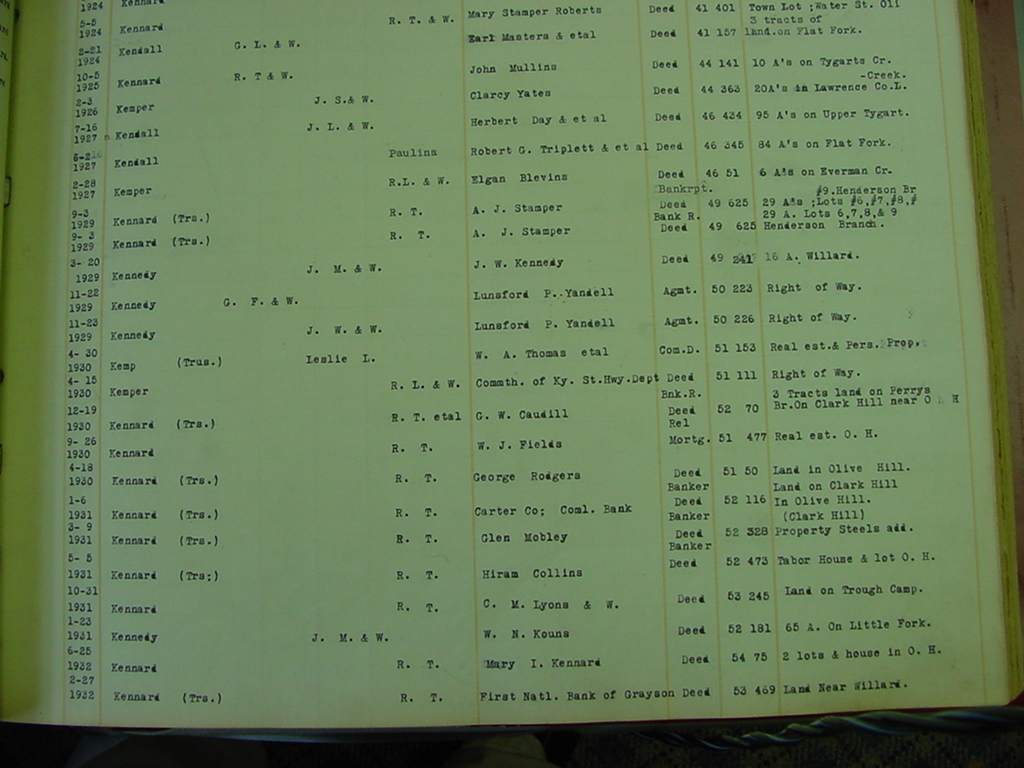 1924 Kennard R. T. & W. Mary Stamper Roberts Deed 41 401 Town Lot ;Water St. Oli
5-5 3 tracts of
1924 Kennard Earl Masters & etal Deed 41 157 land.on Flat Fork.
2-21 Kendall G. L. & W.
1924 John Mullins Deed 44 141 10 A's on Tygarts Cr.
10-5 R. T & W. -Creek.
1925 Kennard Clarcy Yates Deed 44 363 20A's in Lawrence Co.L.
2-3 J. S.& W.
1926 Kemper Herbert Day & et al Deed 46 434 95 A's on Upper Tygart.
7-16 J. L. & W.
1927 Kendall
1927 Kendall Paulina Robert G. Triplett & et al Deed 46 345 84 A's on Flat Fork.
2-28 Deed
1927 Kemper R.L. & W. Elgan Blevins 46 51 6 A's on Everman Cr.
Bankrpt. #9.Henderson Br
9-3 Deed 49 625 29 A's ;Lots #6,#7,#8,#
1929 Kennard (Trs.) R. T. A. J. Stamper Bank R. 29 A. Lots 6,7,8,& 9
9- 3 Deed 49 625 Henderson Branch.
1929 Kennard (Trs.) R. T. A. J. Stamper
3- 20
1929 Kennedy J. M. & W. J. W. Kennedy Deed 49 241 16 A. Willard.
11-22
1929 Kennedy G. F. & W. Lunsford P. Yandell Agmt. 50 223 Right of Way.
11-23
1929 Kennedy J. W. & W. Lunsford P. Yandell Agmt. 50 226 Right of Way.
4- 30
1930 Kemp (Trus.) Leslie L. W. A. Thomas etal Com.D. 51 153 Real est.& Pers. Prop.
4- 15
1930 Kemper R. L. & W. Commth. of Ky. St.Hwy.Dept Deed 51 111 Right of Way.
Bnk.R. 3 Tracts land on Perrys
12-19 Deed 52 70 Br.On Clark Hill near O H
1930 Kennard (Trs.) R. T. etal G. W. Caudill Rel
9- 26 Mortg. 51 477 Real est. O. H.
1930 Kennard R. T. W. J. Fields
4-18
1930 Kennard (Trs.) R. T. George Rodgers Deed 51 50 Land in Olive Hill.
Banker Land on Clark Hill
1-6 Deed 52 116 In Olive Hill.
1931 Kennard (Trs.) R. T. Carter Co; Coml. Bank Banker (Clark Hill)
3- 9 Deed 52 328 Property Steels add.
1931 Kennard (Trs.) R. T. Glen Mobley Banker
5- 5 Deed 52 473 Tabor House & lot O. H.
1931 Kennard (Trs;) R. T. Hiram Collins
10-31
1931 Kennard R. T. C. M. Lyons & W. Deed 53 245 Land on Trough Camp.
1-23
1931 Kennedy J. M. & W. W. N. Kouns Deed 52 181 65 A. On Little Fork.
6-25
1932 Kennard R. T. Mary I. Kennard Deed 54 75 2 lots & house in O. H.
2-27
1932 Kennard (Trs.) R. T. First Natl. Bank of Grayson Deed 53 469 Land Near Willard.